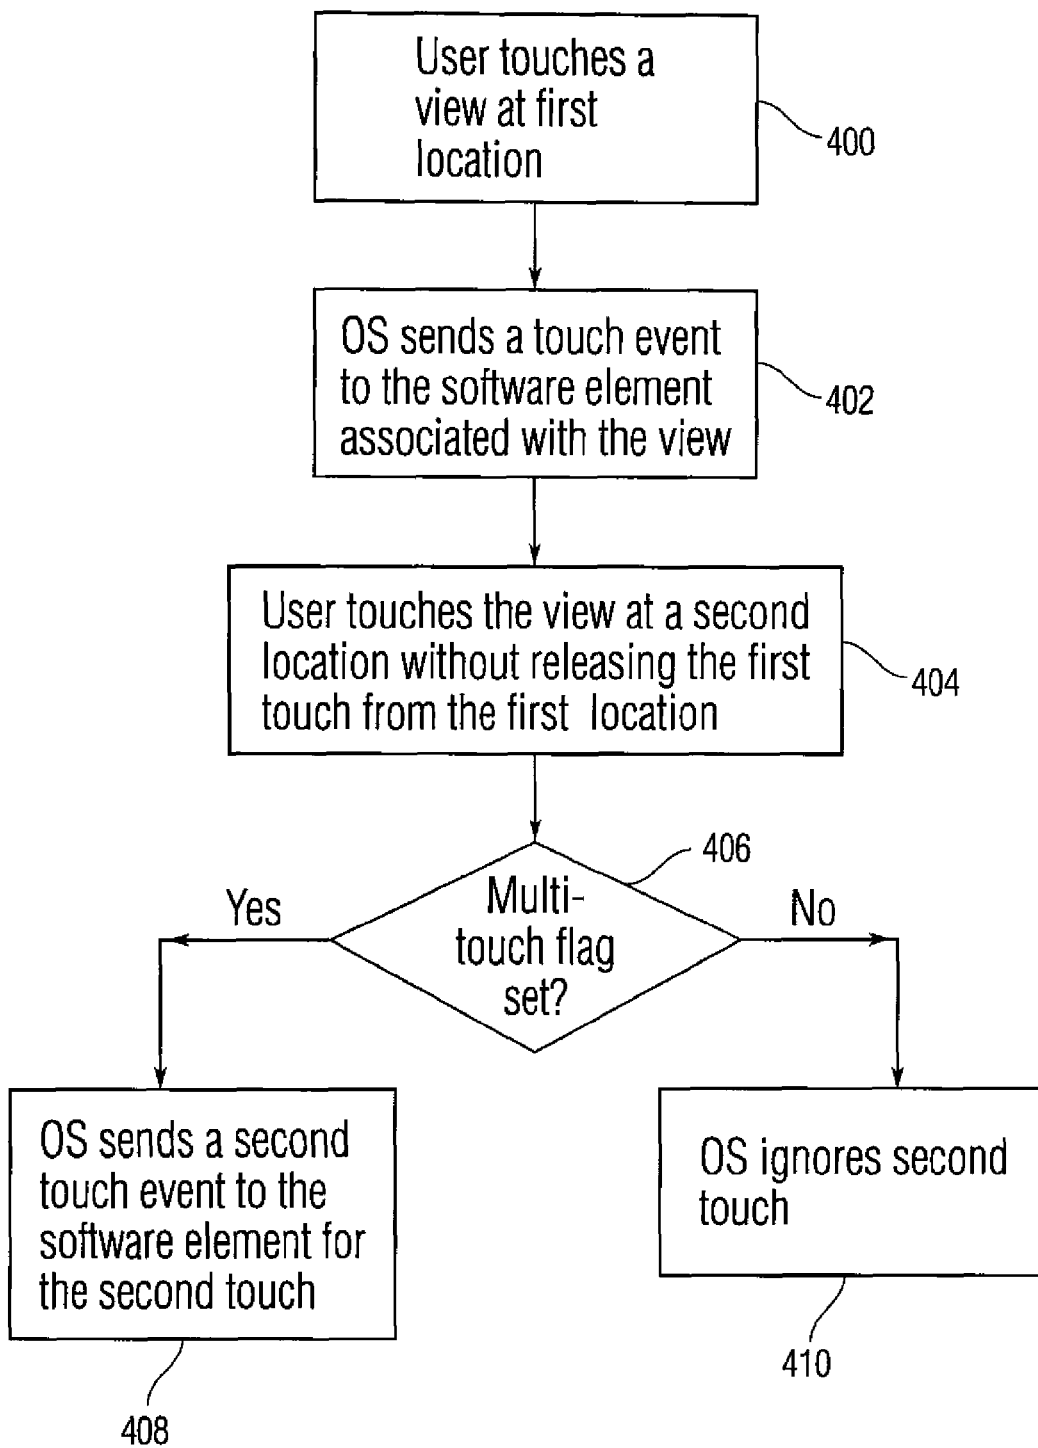 User touches a
view at first
location
400
OS sends a touch event
to the software element
associated with the view
402
User touches the view at a second
location without releasing the first
touch from the first location
404
406
Multi-
touch flag
set?
Yes
No
OS sends a second
touch event to the
software element for
the second touch
408
OS ignores second
touch
410